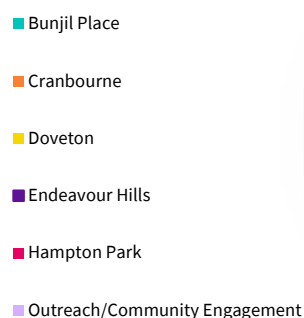 Bunjil Place
Cranbourne
Doveton
Endeavour Hills
Hampton Park
Outreach/Community Engagement